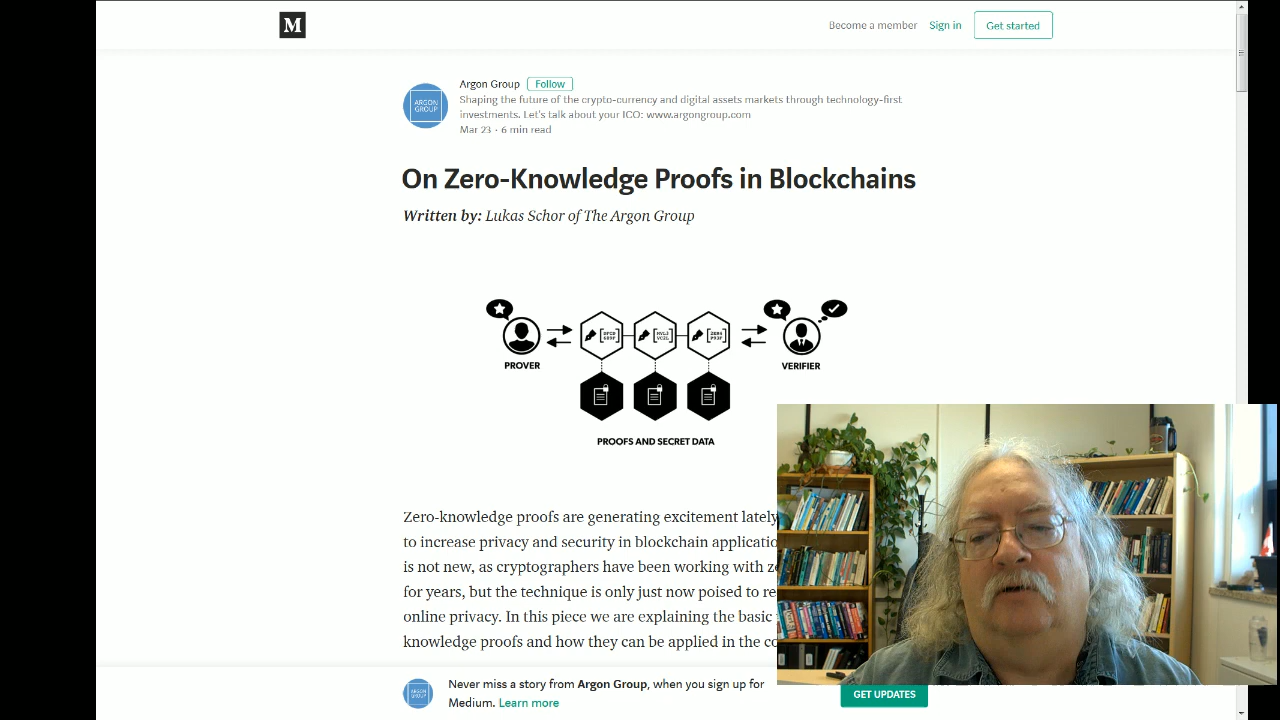 M
Become a member Sign in Get started
Argon Group Follow
ARGON GROUP
Shaping the future of the crypto-currency and digital assets markets through technology-first
investments. Let's talk about your ICO: www.argongroup.com
Mar 23 · 6 min read
On Zero-Knowledge Proofs in Blockchains
Written by: Lukas Schor of The Argon Group
PROVER
VERIFIER
PROOFS AND SECRET DATA
Zero-knowledge proofs are generating excitement lately
to increase privacy and security in blockchain
is not new, as cryptographers have been working with
for years, but the technique is only just now poised to
online privacy. In this piece we are explaining the basic
knowledge proofs and how they can be applied in the
ARGON GROUP
Never miss a story from Argon Group, when you sign up for
Medium. Learn more
GET UPDATES